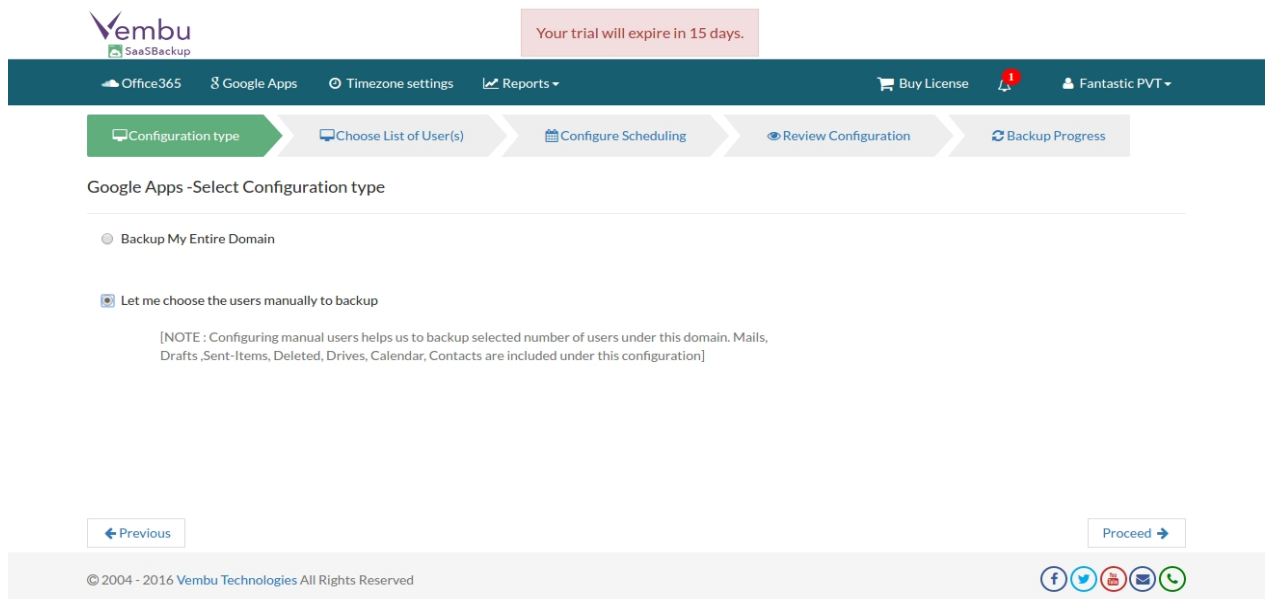 Vembu
SaaSBackup
Your trial will expire in 15 days.
Office365 Google Apps Timezone settings Reports Buy License 1 Fantastic PVT
Configuration type Choose List of User(s) Configure Scheduling Review Configuration Backup Progress
Google Apps -Select Configuration type
Backup My Entire Domain
Let me choose the users manually to backup
[NOTE : Configuring manual users helps us to backup selected number of users under this domain. Mails,
Drafts ,Sent-Items, Deleted, Drives, Calendar, Contacts are included under this configuration]
Previous Proceed
© 2004 - 2016 Vembu Technologies All Rights Reserved